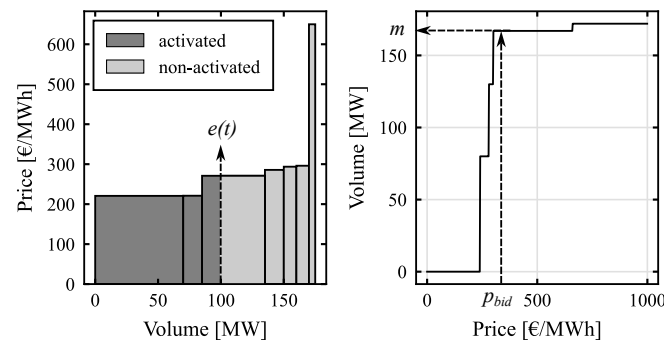 activated
non-activated
e(t)
600
500
400
300
200
100
0
Price [€/MWh]
0
50
100
150
Volume [MW]
m
150
100
50
0
Volume [MW]
0
p_bid
500
1000
Price [€/MWh]